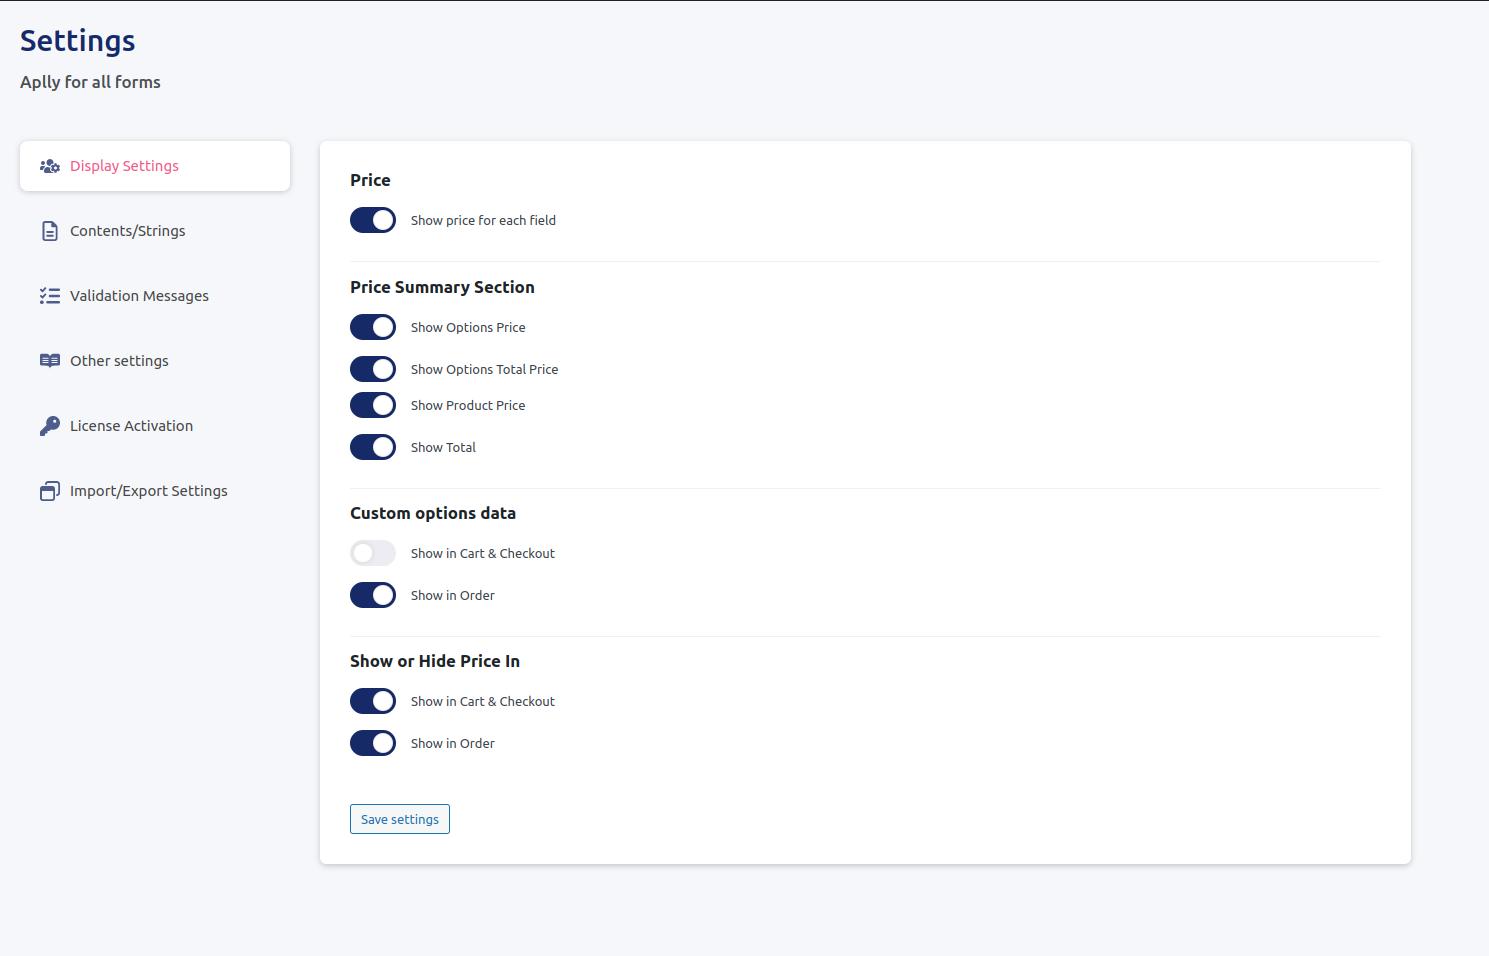 Settings
Aplly for all forms
Display Settings
Contents/Strings
Validation Messages
Other settings
License Activation
Import/Export Settings
Price
Show price for each field
Price Summary Section
Show Options Price
Show Options Total Price
Show Product Price
Show Total
Custom options data
Show in Cart & Checkout
Show in Order
Show or Hide Price In
Show in Cart & Checkout
Show in Order
Save settings